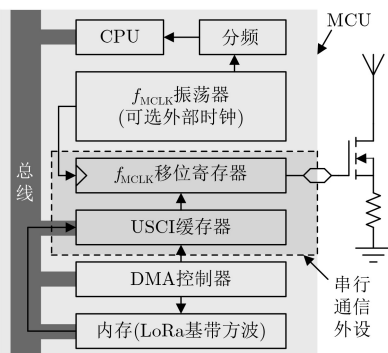 MCU
CPU
分频
f_MCLK振荡器
(可选外部时钟)
总线
f_MCLK移位寄存器
USCI缓存器
DMA控制器
内存(LoRa基带方波)
串行
通信
外设